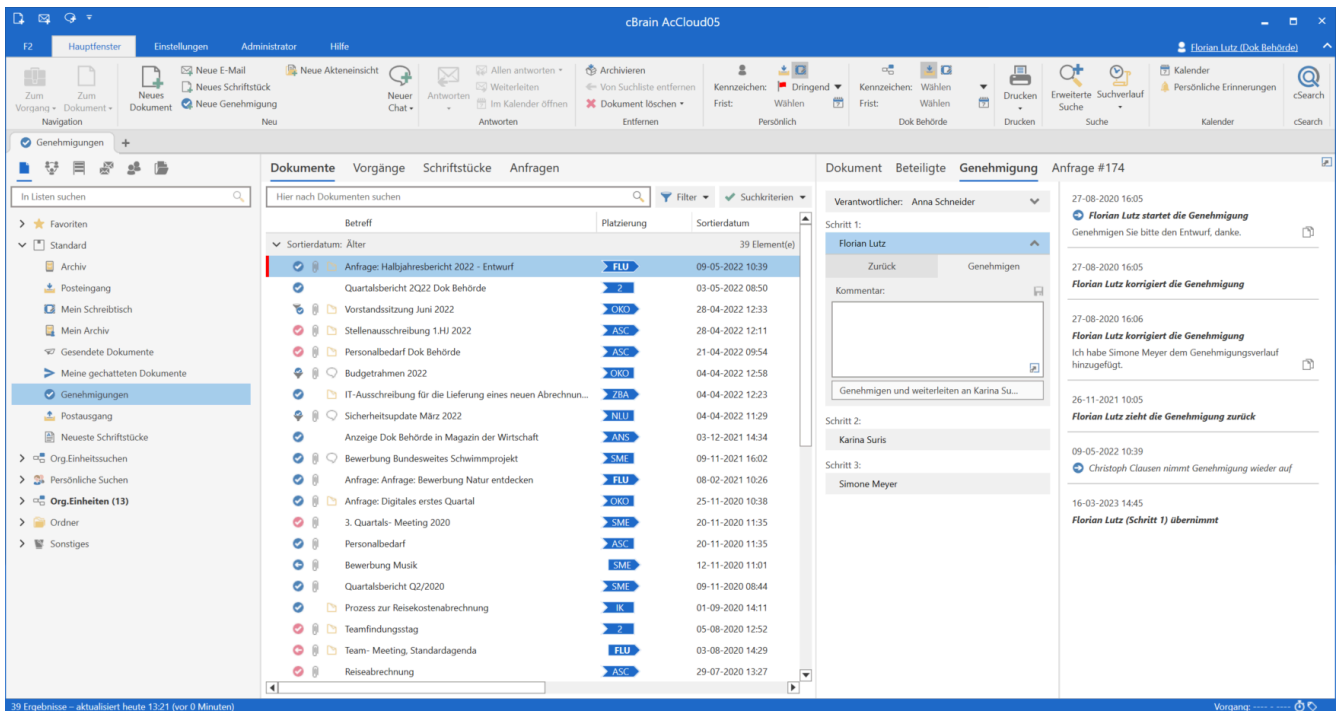 cBrain AcCloud05
F2 Hauptfenster Einstellungen Administrator Hilfe Florian Lutz (Dok Behörde)
Zum Vorgang
Zum Dokument
Navigation
Neues Dokument
Neue E-Mail
Neues Schriftstück
Neue Genehmigung
Neue Akteneinsicht
Neuer Chat
Neu
Antworten
Allen antworten
Weiterleiten
Im Kalender öffnen
Antworten
Archivieren
Von Suchliste entfernen
Dokument löschen
Entfernen
Kennzeichen: Dringend
Frist: Wählen
Persönlich
Kennzeichen: Wählen
Frist: Wählen
Dok Behörde
Drucken
Drucken
Erweiterte Suche
Suchverlauf
Suche
Kalender
Persönliche Erinnerungen
Kalender
cSearch
cSearch
Genehmigungen +
In Listen suchen
Favoriten
Standard
Archiv
Posteingang
Mein Schreibtisch
Mein Archiv
Gesendete Dokumente
Meine gechatteten Dokumente
Genehmigungen
Postausgang
Neueste Schriftstücke
Org.Einheitssuchen
Persönliche Suchen
Org.Einheiten (13)
Ordner
Sonstiges
Dokumente Vorgänge Schriftstücke Anfragen
Hier nach Dokumenten suchen Filter Suchkriterien
Betreff Platzierung Sortierdatum
Sortierdatum: Älter 39 Element(e)
Anfrage: Halbjahresbericht 2022 - Entwurf FLU 09-05-2022 10:39
Quartalsbericht 2Q22 Dok Behörde 2 03-05-2022 08:50
Vorstandssitzung Juni 2022 OKO 28-04-2022 12:33
Stellenausschreibung 1.HJ 2022 ASC 28-04-2022 12:11
Personalbedarf Dok Behörde ASC 21-04-2022 09:54
Budgetrahmen 2022 OKO 04-04-2022 12:58
IT-Ausschreibung für die Lieferung eines neuen Abrechnun... ZBA 04-04-2022 12:23
Sicherheitsupdate März 2022 NLU 04-04-2022 11:29
Anzeige Dok Behörde in Magazin der Wirtschaft ANS 03-12-2021 14:34
Bewerbung Bundesweites Schwimmprojekt SME 09-11-2021 16:02
Anfrage: Anfrage: Bewerbung Natur entdecken FLU 08-02-2021 10:26
Anfrage: Digitales erstes Quartal OKO 25-11-2020 10:38
3. Quartals- Meeting 2020 SME 20-11-2020 11:35
Personalbedarf ASC 20-11-2020 11:35
Bewerbung Musik SME 12-11-2020 11:01
Quartalsbericht Q2/2020 SME 09-11-2020 08:44
Prozess zur Reisekostenabrechnung IK 01-09-2020 14:11
Teamfindungsstag 2 05-08-2020 12:52
Team- Meeting, Standardagenda FLU 03-08-2020 14:29
Reiseabrechnung ASC 29-07-2020 13:27
Dokument Beteiligte Genehmigung Anfrage #174
Verantwortlicher: Anna Schneider
Schritt 1:
Florian Lutz
Zurück Genehmigen
Kommentar:
Genehmigen und weiterleiten an Karina Su...
Schritt 2:
Karina Suris
Schritt 3:
Simone Meyer
27-08-2020 16:05
Florian Lutz startet die Genehmigung
Genehmigen Sie bitte den Entwurf, danke.
27-08-2020 16:05
Florian Lutz korrigiert die Genehmigung
27-08-2020 16:06
Florian Lutz korrigiert die Genehmigung
Ich habe Simone Meyer dem Genehmigungsverlauf
hinzugefügt.
26-11-2021 10:05
Florian Lutz zieht die Genehmigung zurück
09-05-2022 10:39
Christoph Clausen nimmt Genehmigung wieder auf
16-03-2023 14:45
Florian Lutz (Schritt 1) übernimmt
39 Ergebnisse – aktualisiert heute 13:21 (vor 0 Minuten) Vorgang: ---- - ----